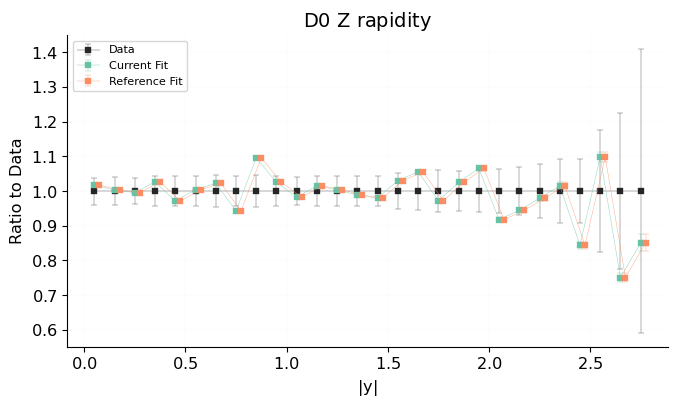 D0 Z rapidity
Data
Current Fit
Reference Fit
Ratio to Data
1.4
1.3
1.2
1.1
1.0
0.9
0.8
0.7
0.6
0.0 0.5 1.0 1.5 2.0 2.5
|y|